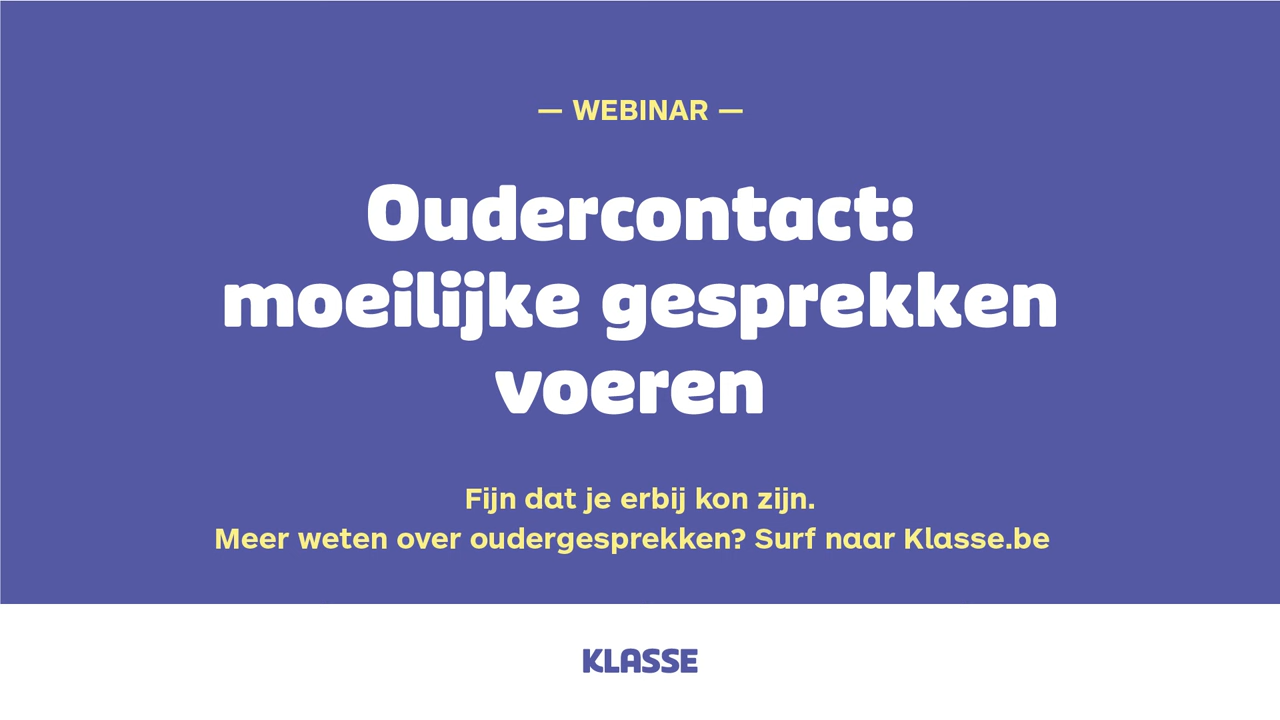 — WEBINAR —
Oudercontact:
moeilijke gesprekken
voeren
Fijn dat je erbij kon zijn.
Meer weten over oudergesprekken? Surf naar Klasse.be
KLASSE